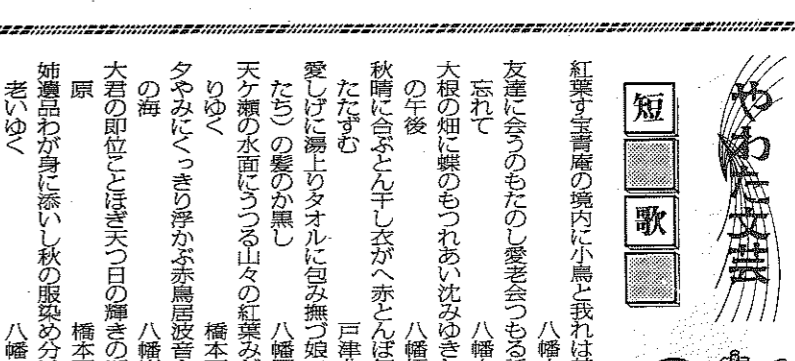 やわた文芸
短歌
紅葉す宝青庵の境内に小鳥と我れは
八幡
友達に会うのもたのし愛老会つもる
忘れて
八幡
大根の畑に蝶のもつれあい沈みゆき
の午後
八幡
秋晴に合ぶとん干し衣がへ赤とんぼ
たたずむ
戸津
愛しげに湯上りタオルに包み撫づ娘
たち）の髪のか黒し
八幡
天ケ瀬の水面にうつる山々の紅葉み
りゆく
橋本
夕やみにくっきり浮かぶ赤鳥居波音
の海
八幡
大君の即位ことほぎ天つ日の輝きの
原
橋本
姉遺品わが身に添いし秋の服染め分
老いゆく
八幡